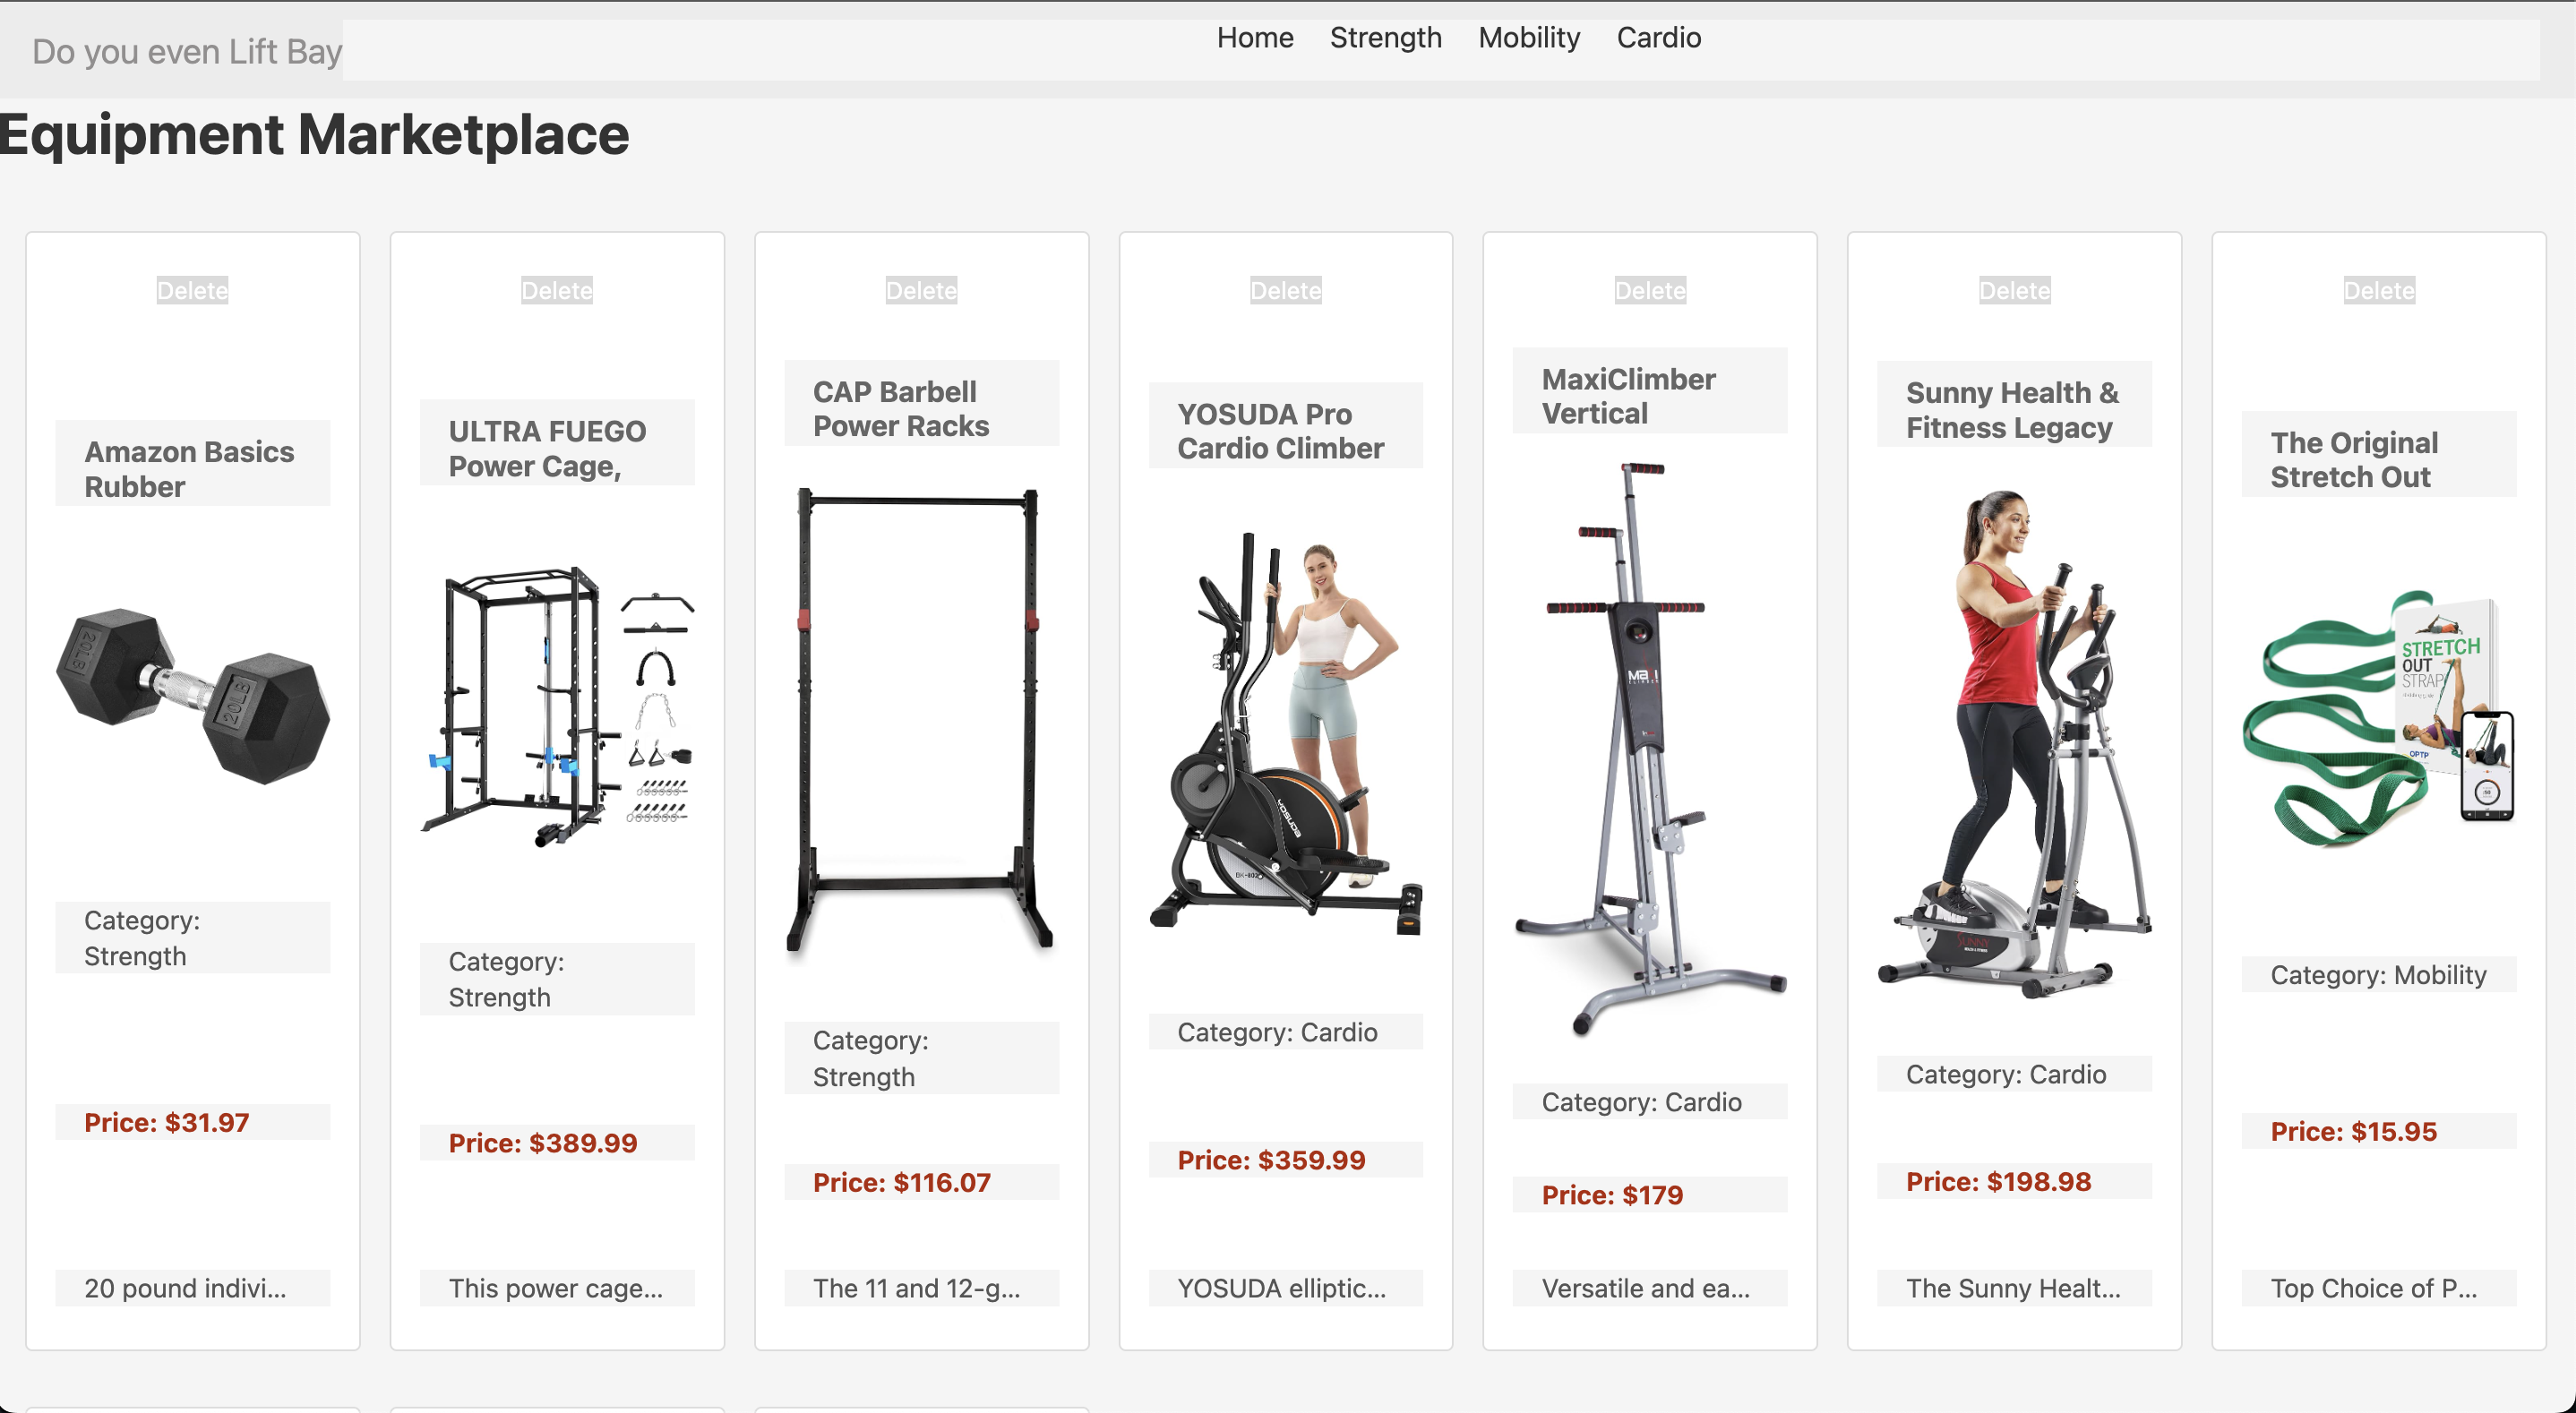 Do you even Lift Bay
Home Strength Mobility Cardio
Equipment Marketplace
Delete
Amazon Basics
Rubber
20LB
20LB
Category:
Strength
Price: $31.97
20 pound indivi...
Delete
ULTRA FUEGO
Power Cage,
Category:
Strength
Price: $389.99
This power cage...
Delete
CAP Barbell
Power Racks
Category:
Strength
Price: $116.07
The 11 and 12-g...
Delete
YOSUDA Pro
Cardio Climber
YOSUDA
Category: Cardio
Price: $359.99
YOSUDA elliptic...
Delete
MaxiClimber
Vertical
Maxi
CLIMBER
Category: Cardio
Price: $179
Versatile and ea...
Delete
Sunny Health &
Fitness Legacy
SUNNY
Category: Cardio
Price: $198.98
The Sunny Healt...
Delete
The Original
Stretch Out
STRETCH
OUT
STRAP
OPTP
Category: Mobility
Price: $15.95
Top Choice of P...